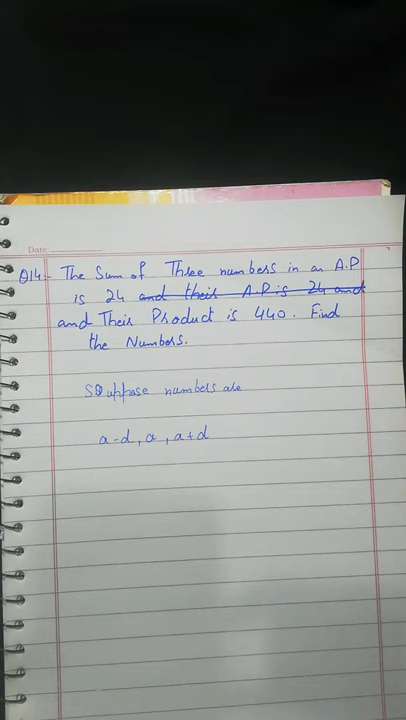 Date
Q14:- The Sum of Three numbers in an A.P
is 24 and their A.P is 24 and
and Their Product is 440. Find
the Numbers.
Suppose numbers are
a-d, a, a+d